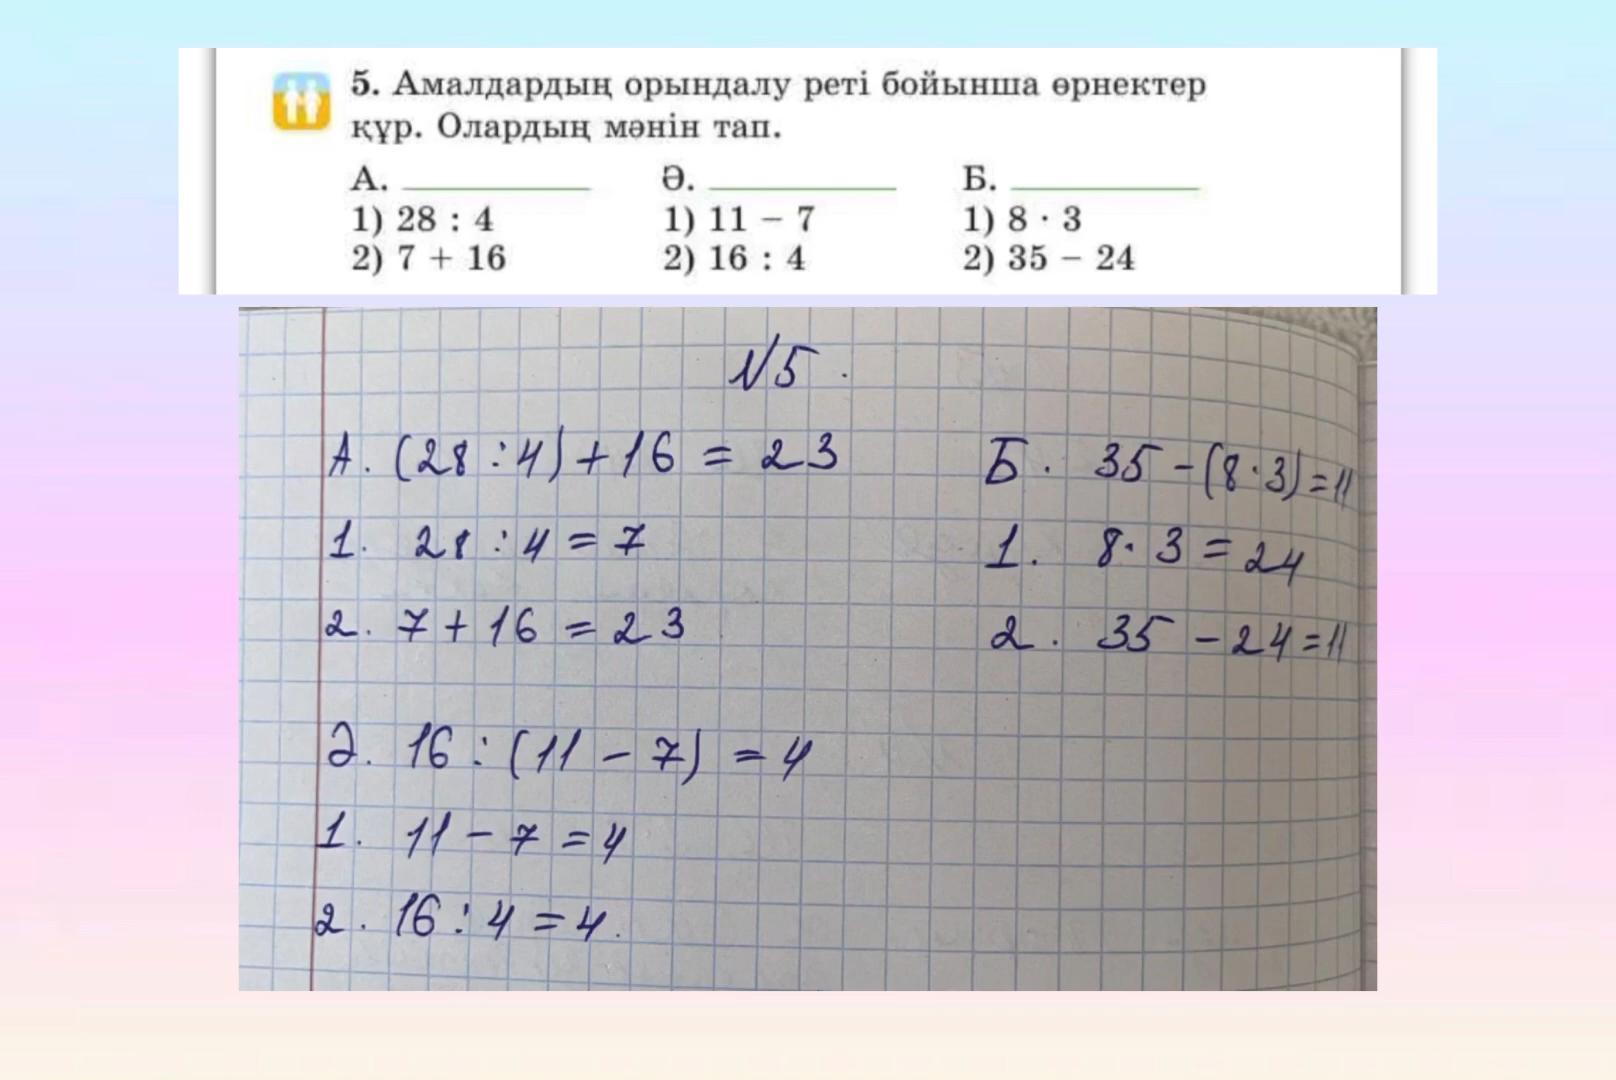 5. Амалдардың орындалу реті бойынша өрнектер
құр. Олардың мәнін тап.
А. Ә. Б.
1) 28 : 4 1) 11 − 7 1) 8 · 3
2) 7 + 16 2) 16 : 4 2) 35 − 24
№5.
А. (28 : 4) + 16 = 23
1. 28 : 4 = 7
2. 7 + 16 = 23
Ә. 16 : (11 − 7) = 4
1. 11 − 7 = 4
2. 16 : 4 = 4.
Б. 35 − (8 · 3) = 11
1. 8 · 3 = 24
2. 35 − 24 = 11